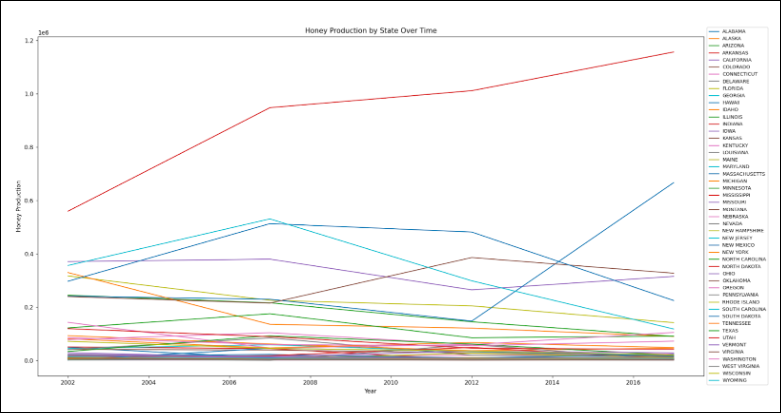 Honey Production by State Over Time
1e6
1.2
1.0
0.8
0.6
0.4
0.2
0.0
Honey Production
2002
2004
2006
2008
2010
2012
2014
2016
Year
ALABAMA
ALASKA
ARIZONA
ARKANSAS
CALIFORNIA
COLORADO
CONNECTICUT
DELAWARE
FLORIDA
GEORGIA
HAWAII
IDAHO
ILLINOIS
INDIANA
IOWA
KANSAS
KENTUCKY
LOUISIANA
MAINE
MARYLAND
MASSACHUSETTS
MICHIGAN
MINNESOTA
MISSISSIPPI
MISSOURI
MONTANA
NEBRASKA
NEVADA
NEW HAMPSHIRE
NEW JERSEY
NEW MEXICO
NEW YORK
NORTH CAROLINA
NORTH DAKOTA
OHIO
OKLAHOMA
OREGON
PENNSYLVANIA
RHODE ISLAND
SOUTH CAROLINA
SOUTH DAKOTA
TENNESSEE
TEXAS
UTAH
VERMONT
VIRGINIA
WASHINGTON
WEST VIRGINIA
WISCONSIN
WYOMING